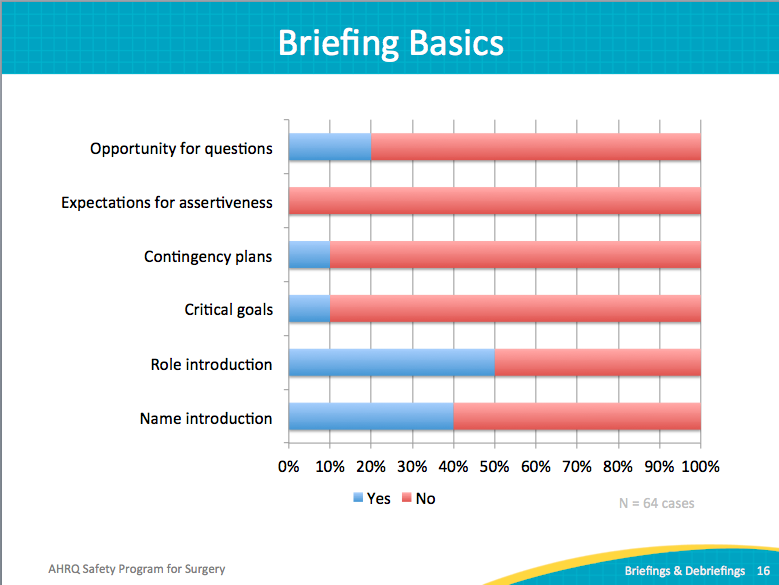 Briefing Basics
Opportunity for questions
Expectations for assertiveness
Contingency plans
Critical goals
Role introduction
Name introduction
0% 10% 20% 30% 40% 50% 60% 70% 80% 90% 100%
Yes No
N = 64 cases
AHRQ Safety Program for Surgery
Briefings & Debriefings 16